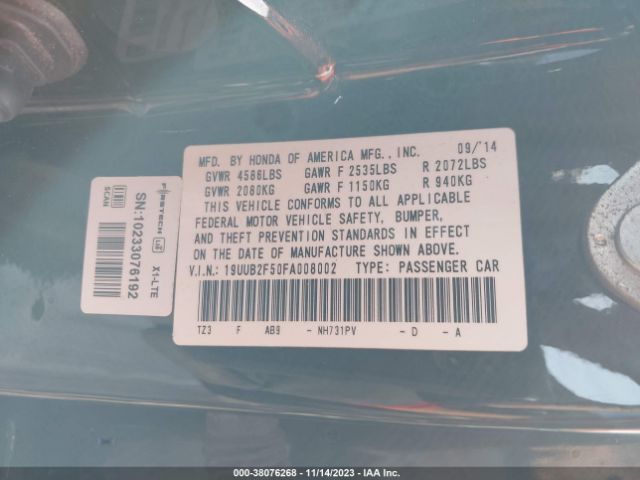 MFD. BY HONDA OF AMERICA MFG., INC. 09/'14
GVWR 4586LBS GAWR F 2535LBS R 2072LBS
GVWR 2080KG GAWR F 1150KG R 940KG
THIS VEHICLE CONFORMS TO ALL APPLICABLE
FEDERAL MOTOR VEHICLE SAFETY, BUMPER,
AND THEFT PREVENTION STANDARDS IN EFFECT
ON THE DATE OF MANUFACTURE SHOWN ABOVE.
V.I.N.: 19UUB2F50FA008002 TYPE: PASSENGER CAR
TZ3 F AB9 - NH731PV - D - A
SCAN
FIRSTECH
X1-LTE
SN:10233076192
000-38076268 - 11/14/2023 - IAA Inc.